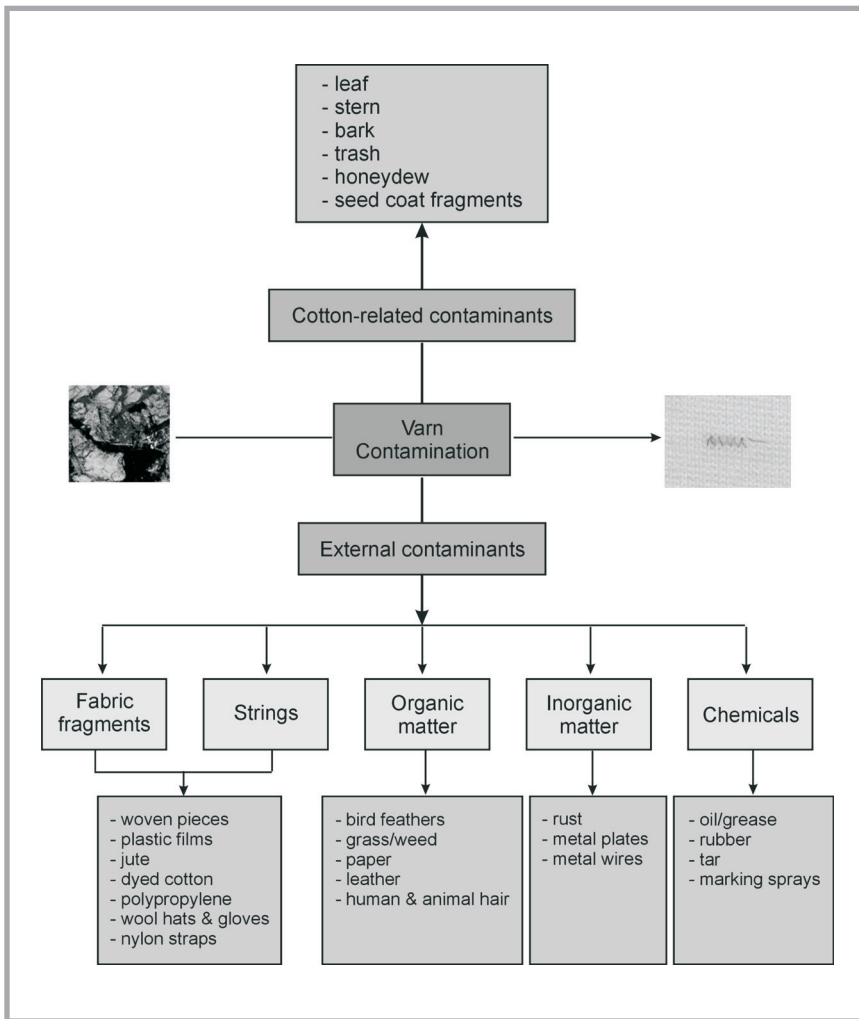 - leaf
- stern
- bark
- trash
- honeydew
- seed coat fragments
Cotton-related contaminants
Varn
Contamination
External contaminants
Fabric
fragments
Strings
Organic
matter
Inorganic
matter
Chemicals
- woven pieces
- plastic films
- jute
- dyed cotton
- polypropylene
- wool hats & gloves
- nylon straps
- bird feathers
- grass/weed
- paper
- leather
- human & animal hair
- rust
- metal plates
- metal wires
- oil/grease
- rubber
- tar
- marking sprays